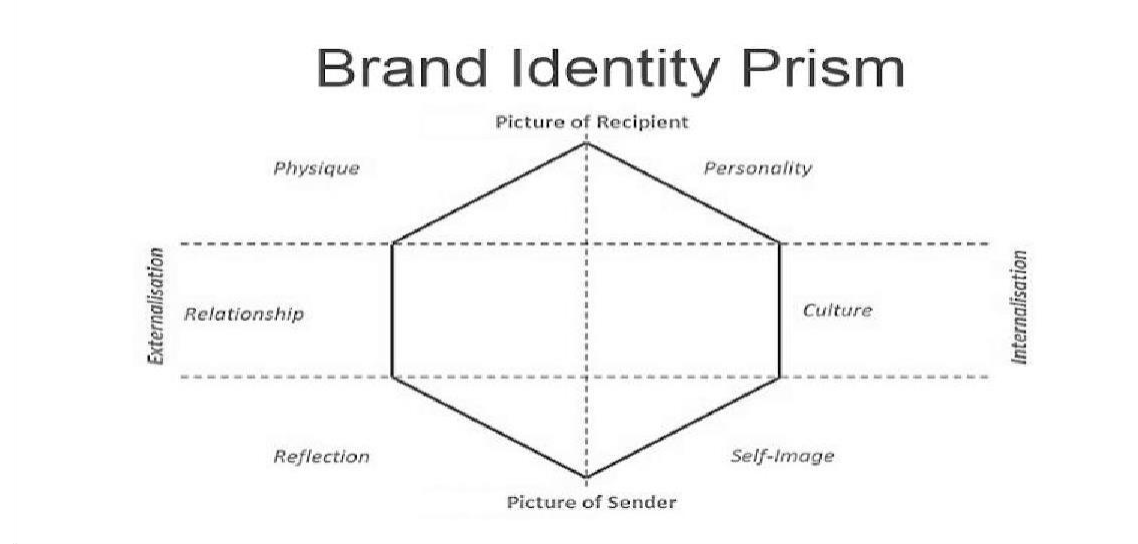 Brand Identity Prism
Picture of Recipient
Physique
Personality
Externalisation
Relationship
Culture
Internalisation
Reflection
Self-Image
Picture of Sender